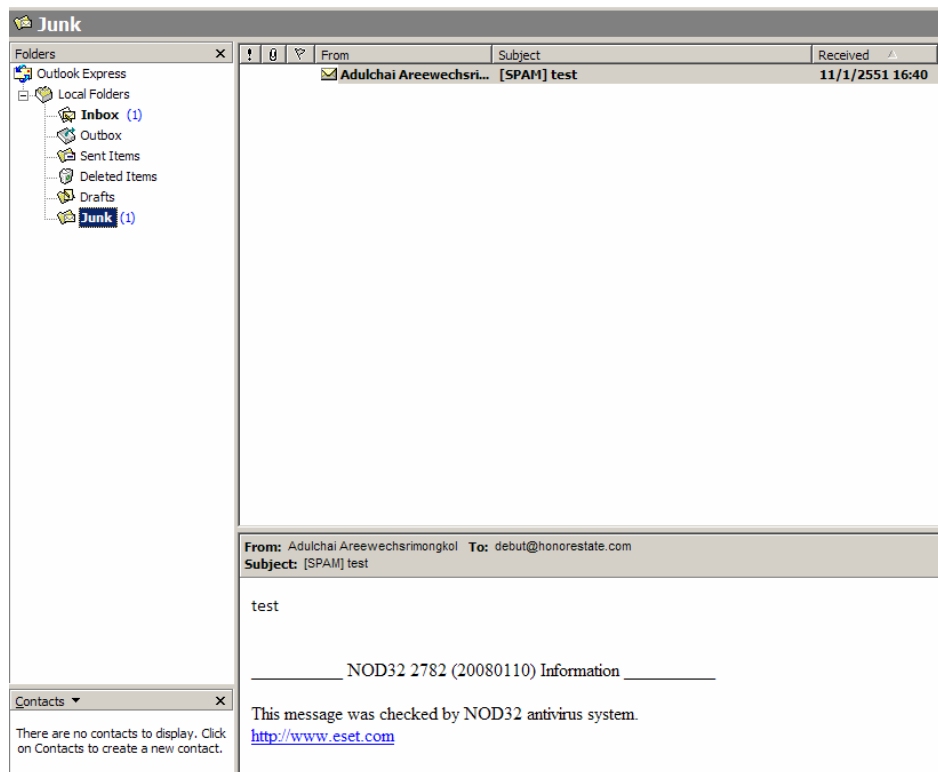 Junk
Folders
Outlook Express
Local Folders
Inbox (1)
Outbox
Sent Items
Deleted Items
Drafts
Junk (1)
Contacts
There are no contacts to display. Click
on Contacts to create a new contact.
! From Subject Received
Adulchai Areewechsri... [SPAM] test 11/1/2551 16:40
From: Adulchai Areewechsrimongkol To: debut@honorestate.com
Subject: [SPAM] test
test
__________ NOD32 2782 (20080110) Information __________
This message was checked by NOD32 antivirus system.
http://www.eset.com